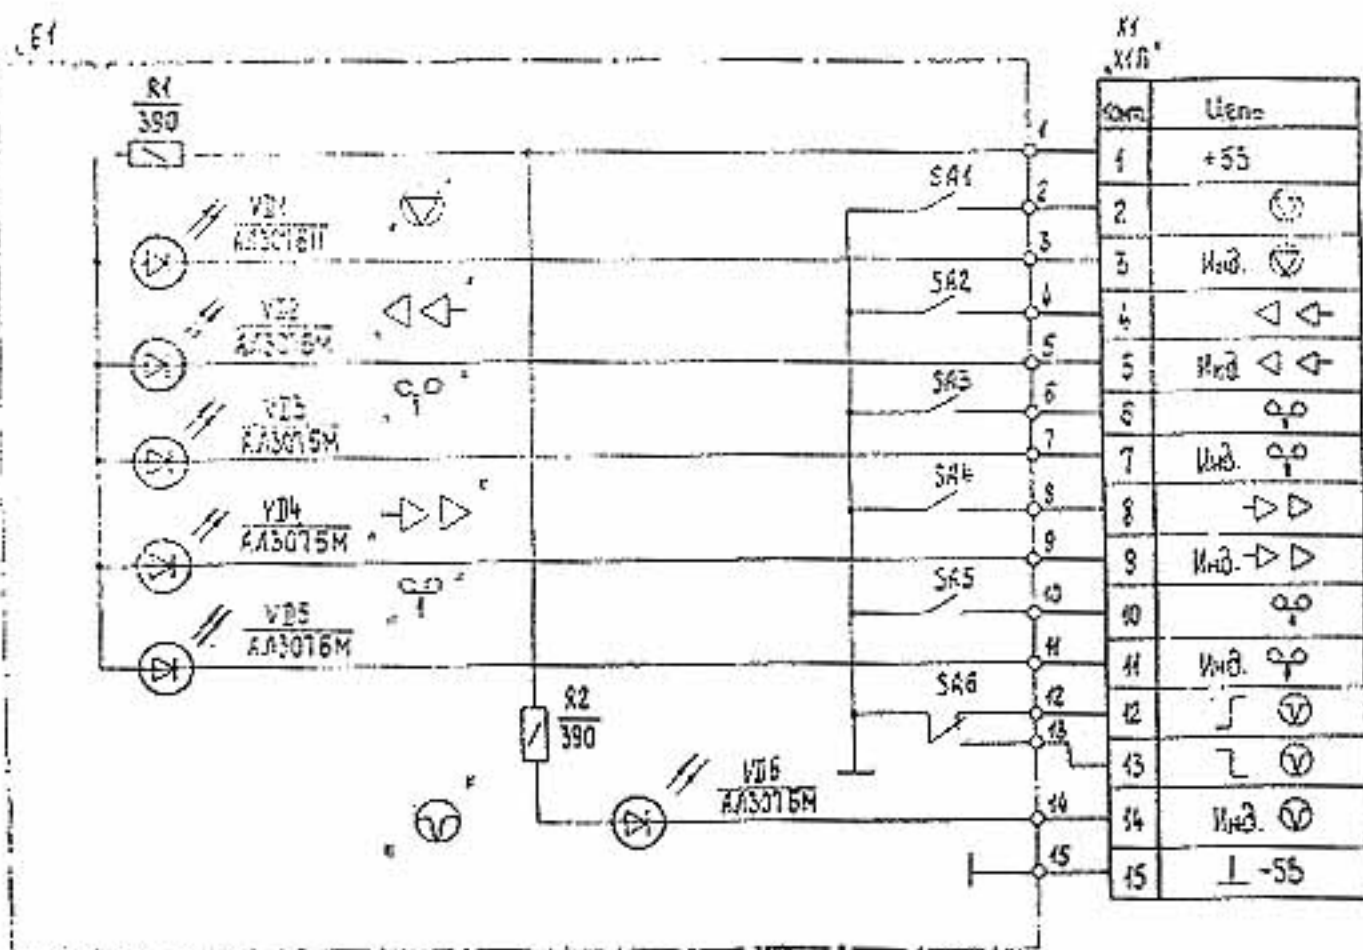 „E1
R1
390
VD1
VD2
АЛ307БМ
VD3
АЛ307БМ
VD4
АЛ307БМ
VD5
АЛ307БМ
R2
390
VD6
АЛ307БМ
SA1
SA2
SA3
SA4
SA5
SA6
1
2
3
4
5
6
7
8
9
10
11
12
13
14
15
X1
Конт. Цепь
1 +5В
2
3 Инд.
4
5 Инд.
6
7 Инд.
8
9 Инд.
10
11 Инд.
12
13
14 Инд.
15 ⊥ -5В